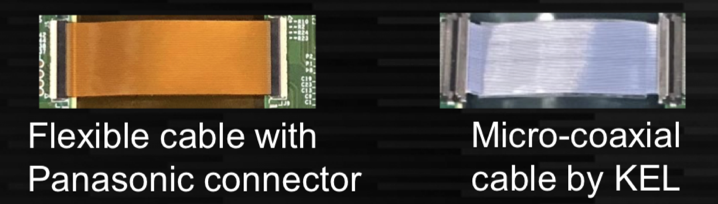 Flexible cable with
Panasonic connector
Micro-coaxial
cable by KEL